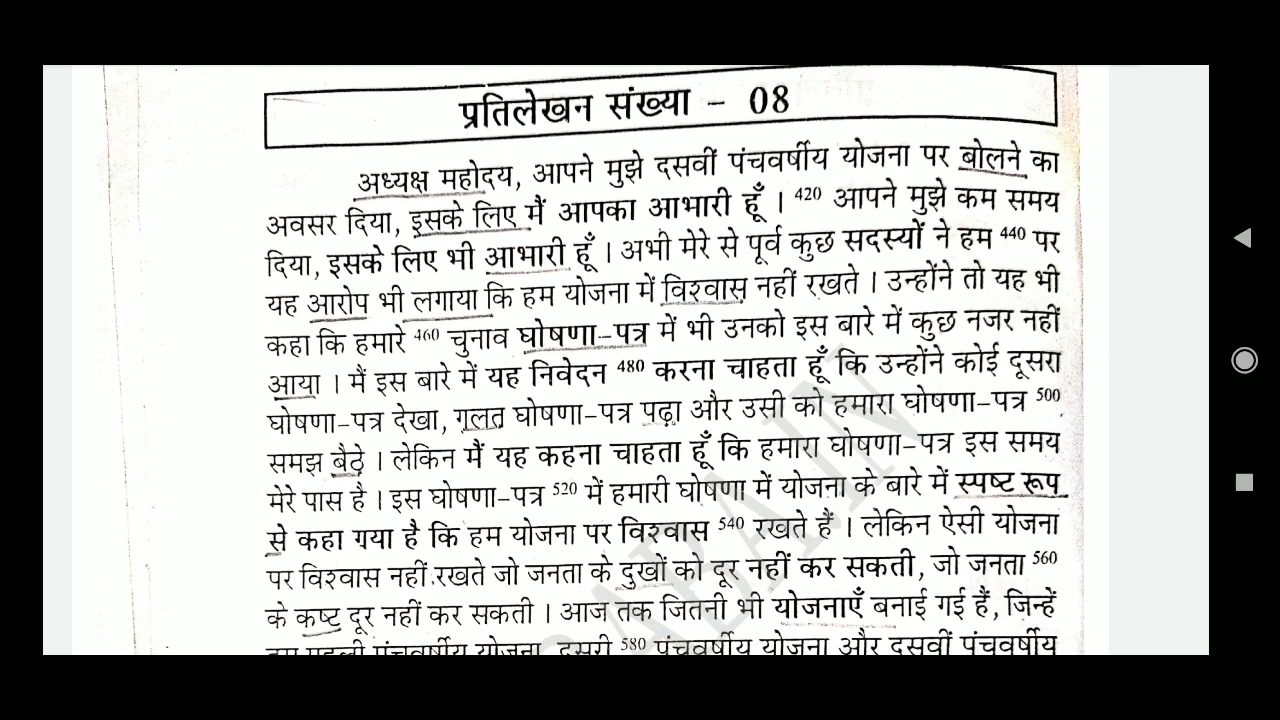 प्रतिलेखन संख्या - 08
अध्यक्ष महोदय, आपने मुझे दसवीं पंचवर्षीय योजना पर बोलने का
अवसर दिया, इसके लिए मैं आपका आभारी हूँ । 420 आपने मुझे कम समय
दिया, इसके लिए भी आभारी हूँ । अभी मेरे से पूर्व कुछ सदस्यों ने हम 440 पर
यह आरोप भी लगाया कि हम योजना में विश्वास नहीं रखते । उन्होंने तो यह भी
कहा कि हमारे 460 चुनाव घोषणा-पत्र में भी उनको इस बारे में कुछ नजर नहीं
आया । मैं इस बारे में यह निवेदन 480 करना चाहता हूँ कि उन्होंने कोई दूसरा
घोषणा-पत्र देखा, गलत घोषणा-पत्र पढ़ा और उसी को हमारा घोषणा-पत्र 500
समझ बैठे । लेकिन मैं यह कहना चाहता हूँ कि हमारा घोषणा-पत्र इस समय
मेरे पास है । इस घोषणा-पत्र 520 में हमारी घोषणा में योजना के बारे में स्पष्ट रूप
से कहा गया है कि हम योजना पर विश्वास 540 रखते हैं । लेकिन ऐसी योजना
पर विश्वास नहीं रखते जो जनता के दुखों को दूर नहीं कर सकती, जो जनता 560
के कष्ट दूर नहीं कर सकती । आज तक जितनी भी योजनाएँ बनाई गई हैं, जिन्हें
हम पहली पंचवर्षीय योजना, दूसरी 580 पंचवर्षीय योजना और दसवीं पंचवर्षीय